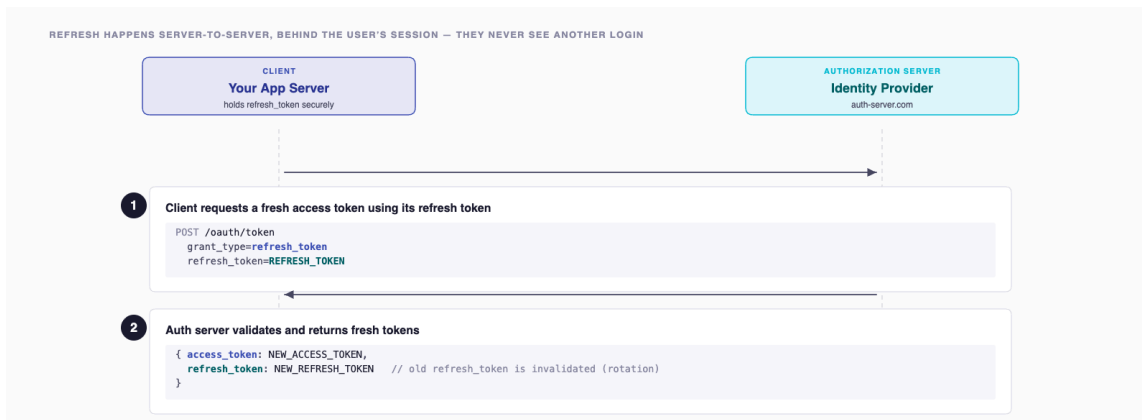 REFRESH HAPPENS SERVER-TO-SERVER, BEHIND THE USER'S SESSION — THEY NEVER SEE ANOTHER LOGIN
CLIENT
Your App Server
holds refresh_token securely
AUTHORIZATION SERVER
Identity Provider
auth-server.com
1
Client requests a fresh access token using its refresh token
POST /oauth/token
  grant_type=refresh_token
  refresh_token=REFRESH_TOKEN
2
Auth server validates and returns fresh tokens
{ access_token: NEW_ACCESS_TOKEN,
  refresh_token: NEW_REFRESH_TOKEN   // old refresh_token is invalidated (rotation)
}